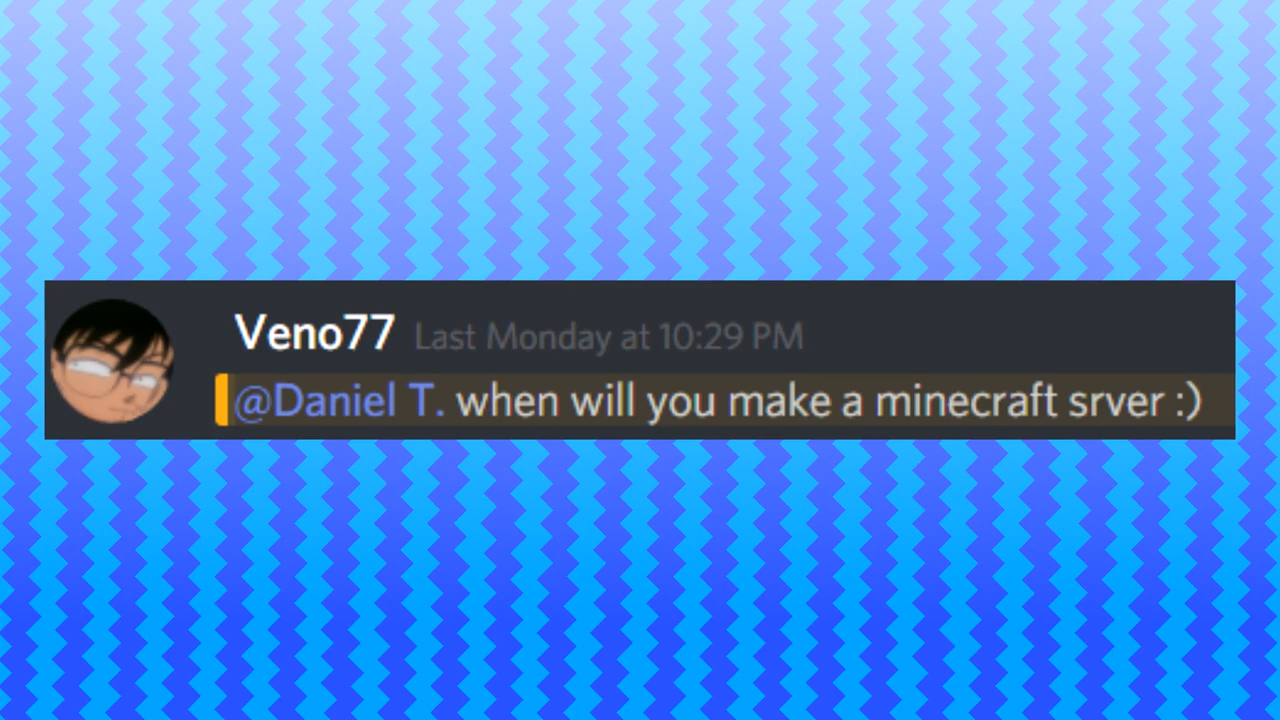 Veno77 Last Monday at 10:29 PM
@Daniel T. when will you make a minecraft srver :)